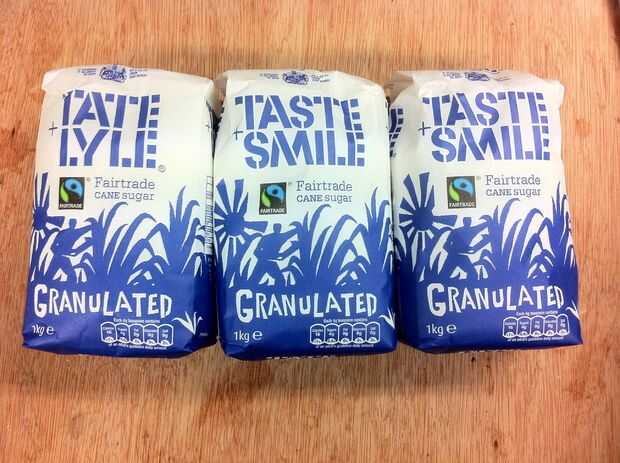 TATE
+
LYLE®
FAIRTRADE
®
Fairtrade
CANE sugar
GRANULATED
1kg e
TASTE
+
SMILE
FAIRTRADE
®
Fairtrade
CANE sugar
GRANULATED
1kg e
TASTE
+
SMILE
FAIRTRADE
®
Fairtrade
CANE sugar
GRANULATED
1kg e